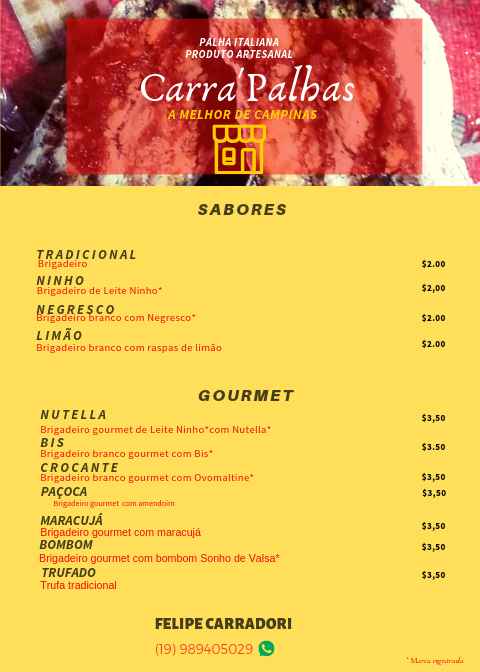 PALHA ITALIANA
PRODUTO ARTESANAL
Carra'Palhas
A MELHOR DE CAMPINAS
SABORES
TRADICIONAL
Brigadeiro $2.00
NINHO
Brigadeiro de Leite Ninho* $2,00
NEGRESCO
Brigadeiro branco com Negresco* $2.00
LIMÃO
Brigadeiro branco com raspas de limão $2.00
GOURMET
NUTELLA $3,50
Brigadeiro gourmet de Leite Ninho*com Nutella*
BIS $3.50
Brigadeiro branco gourmet com Bis*
CROCANTE
Brigadeiro branco gourmet com Ovomaltine* $3,50
PAÇOCA $3,50
Brigadeiro gourmet com amendoim
MARACUJÁ $3,50
Brigadeiro gourmet com maracujá
BOMBOM $3,50
Brigadeiro gourmet com bombom Sonho de Valsa*
TRUFADO $3,50
Trufa tradicional
FELIPE CARRADORI
(19) 989405029
* Marca registrada